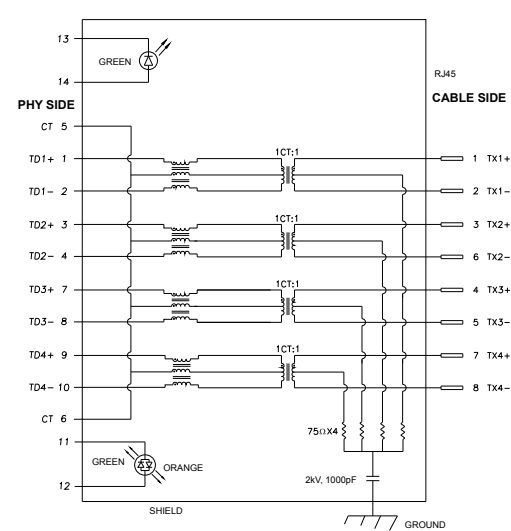 13
GREEN
14
RJ45
PHY SIDE
CABLE SIDE
CT 5
1CT:1
TD1+ 1
1 TX1+
TD1- 2
2 TX1-
1CT:1
TD2+ 3
3 TX2+
TD2- 4
6 TX2-
1CT:1
TD3+ 7
4 TX3+
TD3- 8
5 TX3-
1CT:1
TD4+ 9
7 TX4+
TD4- 10
8 TX4-
CT 6
75ΩX4
11
GREEN
ORANGE
12
2kV, 1000pF
SHIELD
GROUND